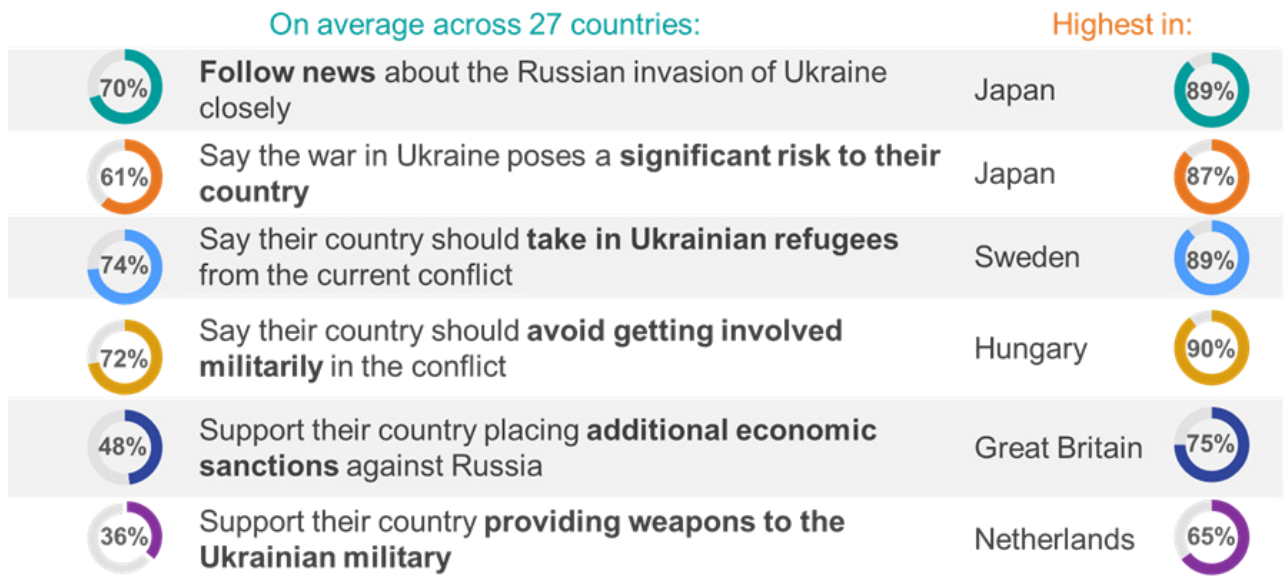 On average across 27 countries:
Highest in:
70%
Follow news about the Russian invasion of Ukraine
closely
Japan
89%
61%
Say the war in Ukraine poses a significant risk to their
country
Japan
87%
74%
Say their country should take in Ukrainian refugees
from the current conflict
Sweden
89%
72%
Say their country should avoid getting involved
militarily in the conflict
Hungary
90%
48%
Support their country placing additional economic
sanctions against Russia
Great Britain
75%
36%
Support their country providing weapons to the
Ukrainian military
Netherlands
65%